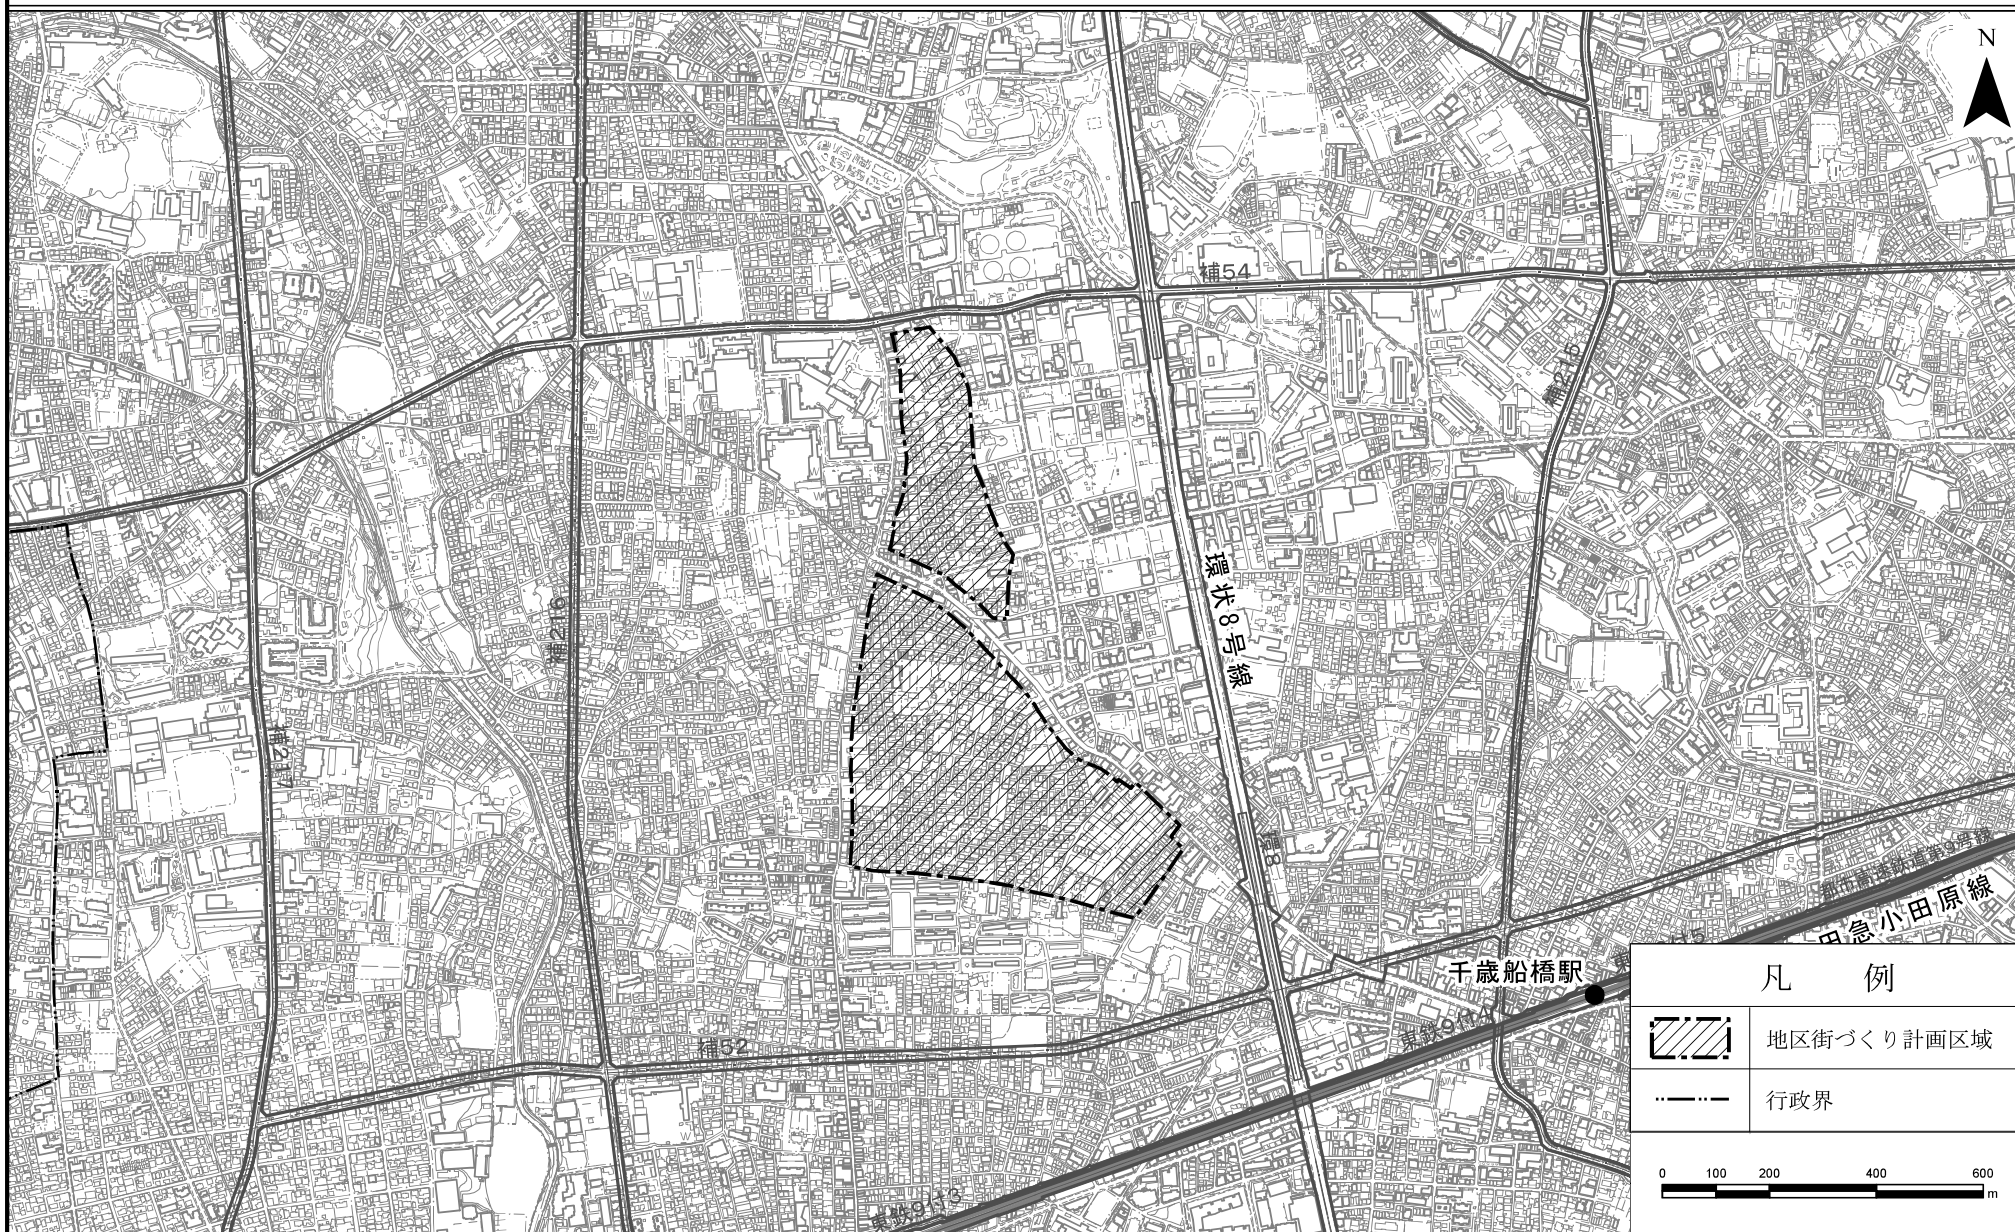 N
補54
補215
環状8号線
補216
補217
環8
都市高速鉄道第9号線
田急小田原線
千歳船橋駅
東鉄9付4
補52
東鉄9付3
凡 例
地区街づくり計画区域
行政界
0 100 200 400 600
m